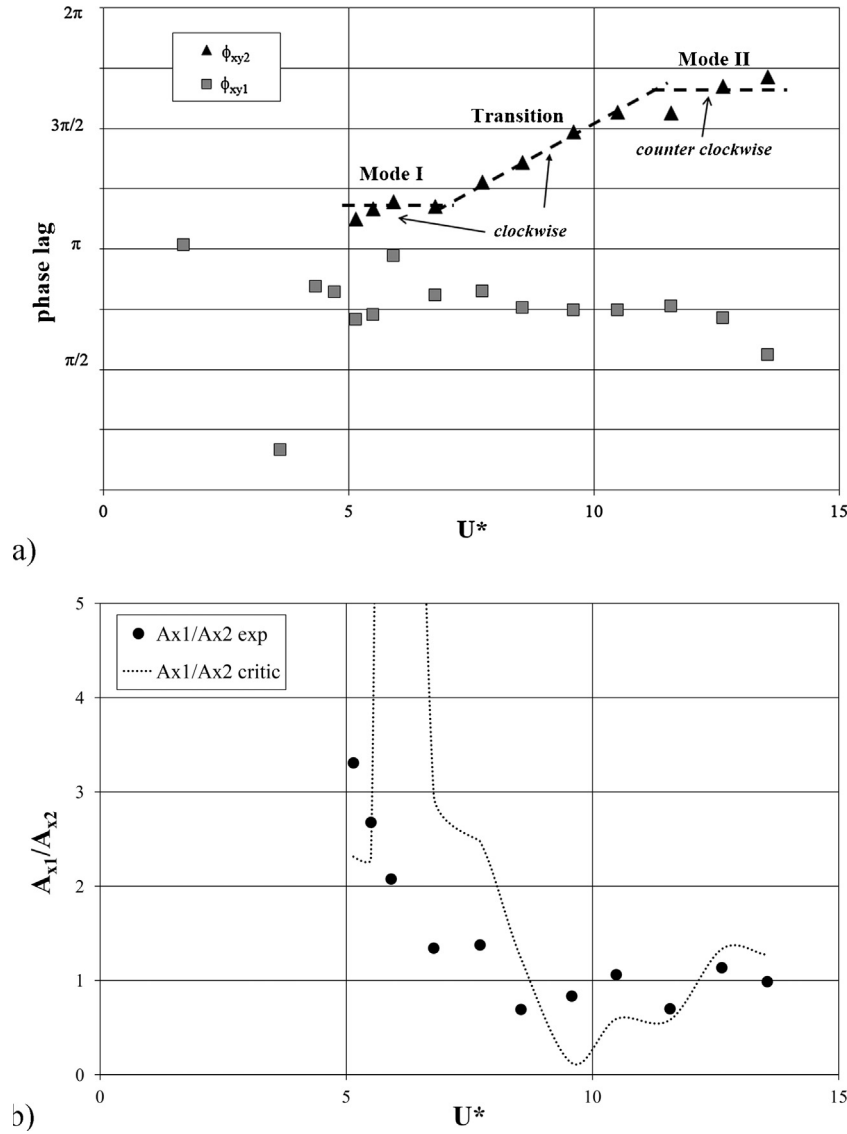 2π
ϕxy2
ϕxy1
Mode II
Transition
3π/2
counter clockwise
Mode I
clockwise
π
phase lag
π/2
0 5 10 15
U*
a)
5
Ax1/Ax2 exp
Ax1/Ax2 critic
4
3
Ax1/Ax2
2
1
0
0 5 10 15
U*
b)